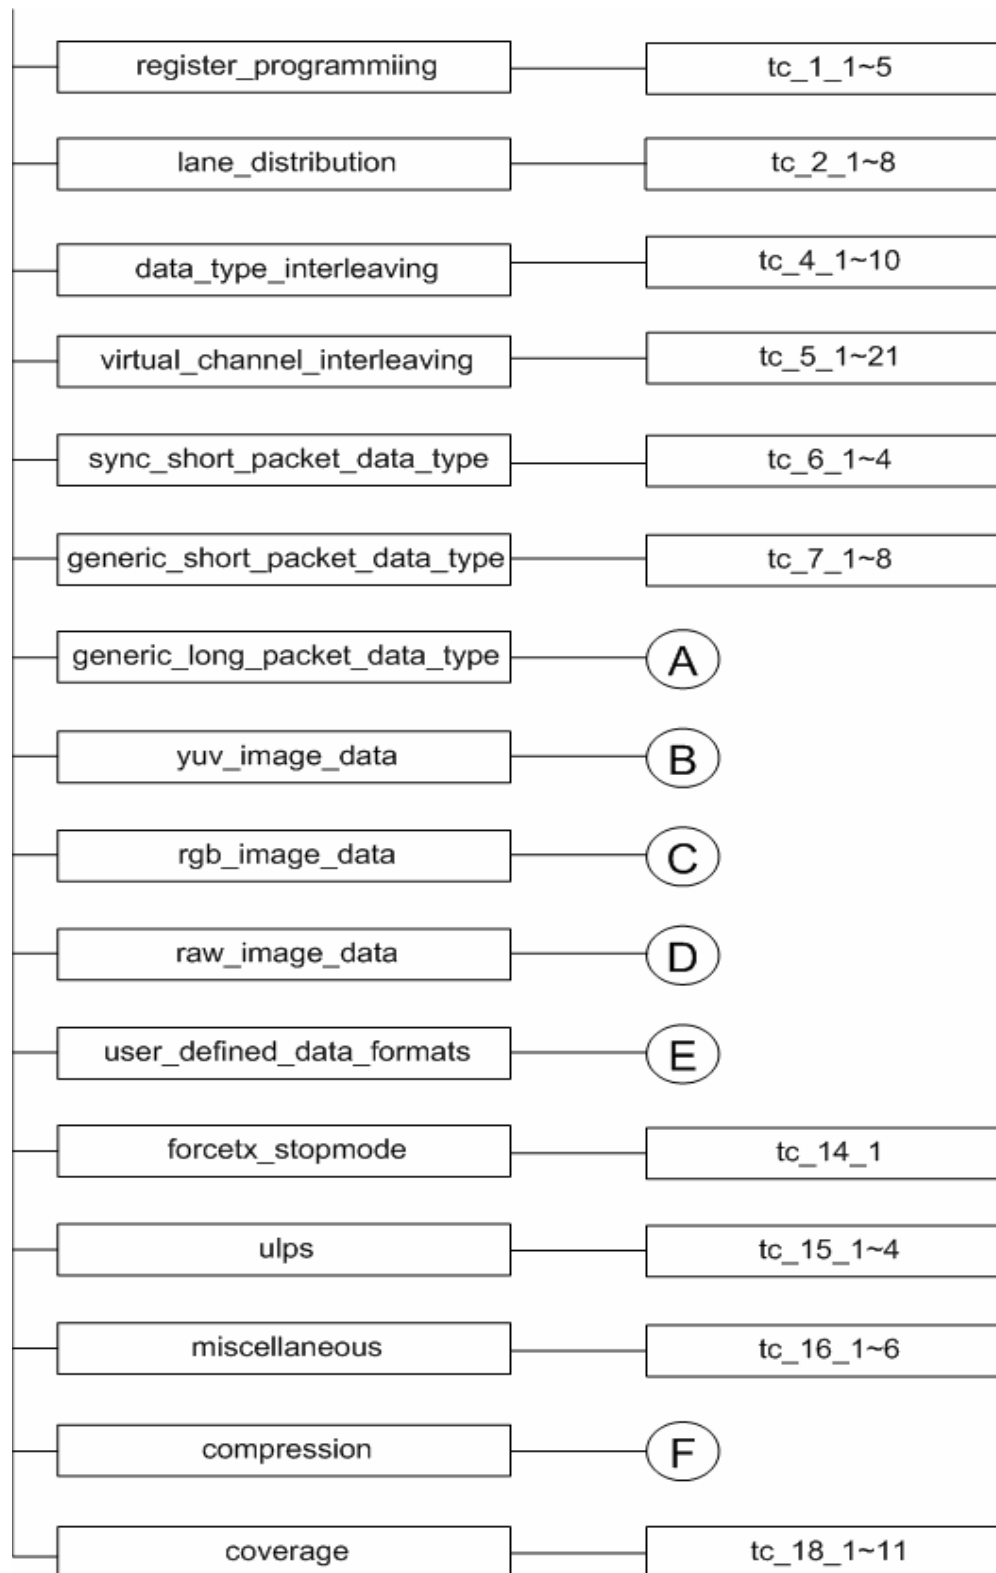 register_programmiing tc_1_1~5
lane_distribution tc_2_1~8
data_type_interleaving tc_4_1~10
virtual_channel_interleaving tc_5_1~21
sync_short_packet_data_type tc_6_1~4
generic_short_packet_data_type tc_7_1~8
generic_long_packet_data_type A
yuv_image_data B
rgb_image_data C
raw_image_data D
user_defined_data_formats E
forcetx_stopmode tc_14_1
ulps tc_15_1~4
miscellaneous tc_16_1~6
compression F
coverage tc_18_1~11